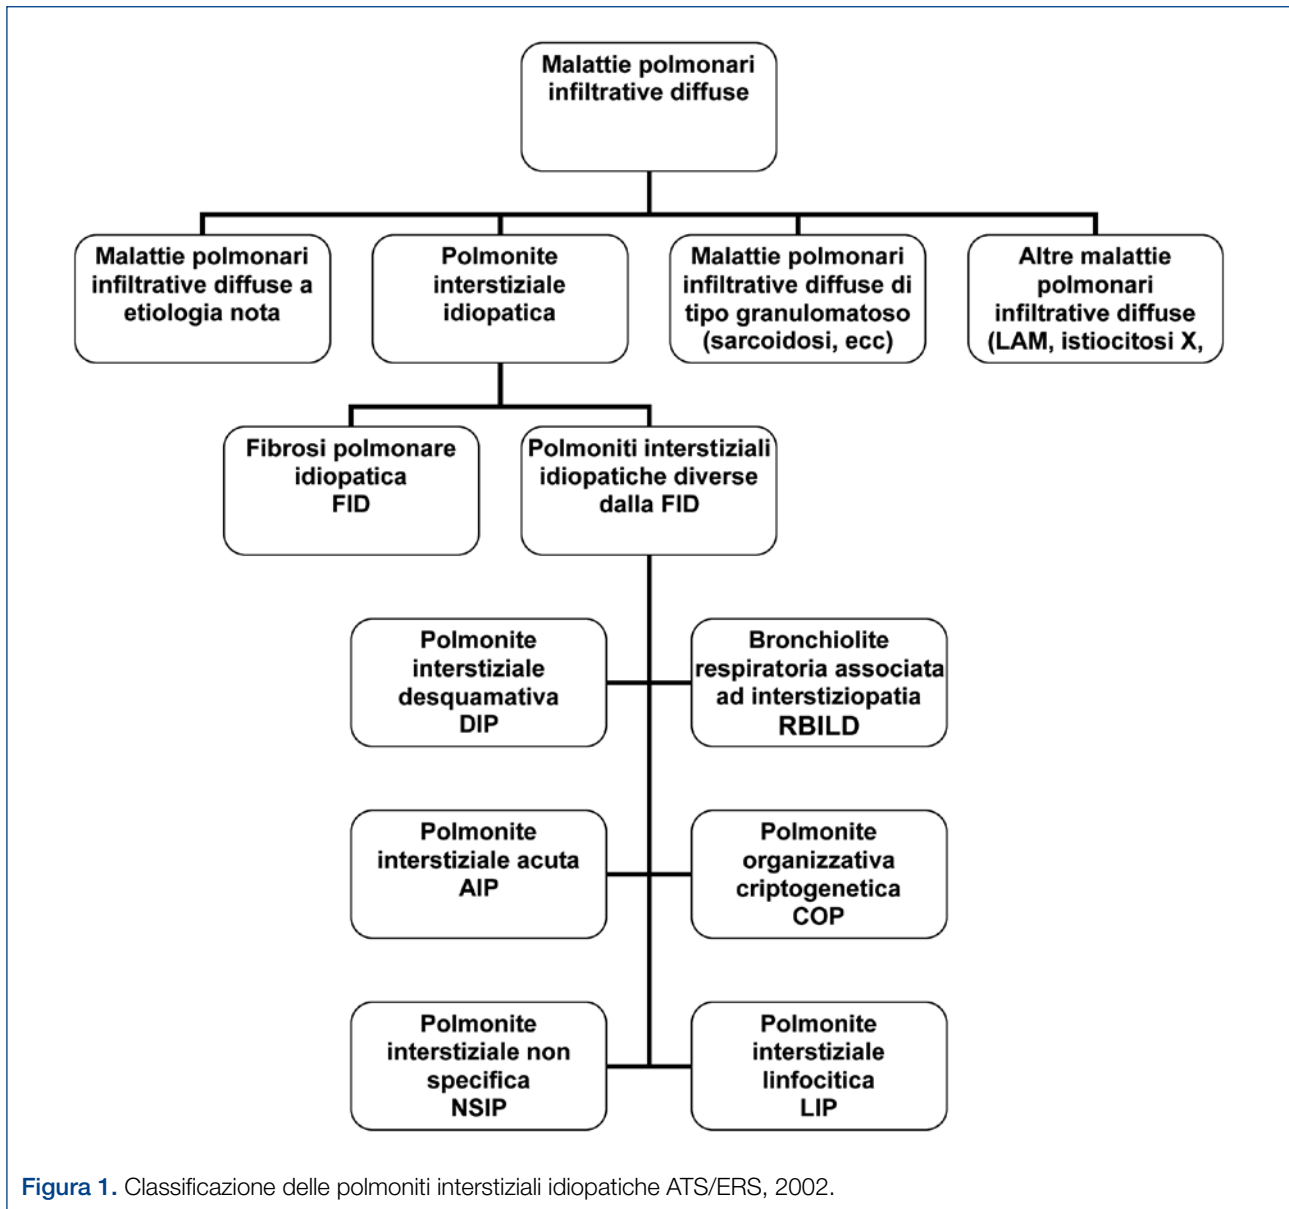 Malattie polmonari
infiltrative diffuse
Malattie polmonari
infiltrative diffuse a
etiologia nota
Polmonite
interstiziale
idiopatica
Malattie polmonari
infiltrative diffuse di
tipo granulomatoso
(sarcoidosi, ecc)
Altre malattie
polmonari
infiltrative diffuse
(LAM, istiocitosi X,
Fibrosi polmonare
idiopatica
FID
Polmoniti interstiziali
idiopatiche diverse
dalla FID
Polmonite
interstiziale
desquamativa
DIP
Bronchiolite
respiratoria associata
ad interstiziopatia
RBILD
Polmonite
interstiziale acuta
AIP
Polmonite
organizzativa
criptogenetica
COP
Polmonite
interstiziale non
specifica
NSIP
Polmonite
interstiziale
linfocitica
LIP
Figura 1. Classificazione delle polmoniti interstiziali idiopatiche ATS/ERS, 2002.